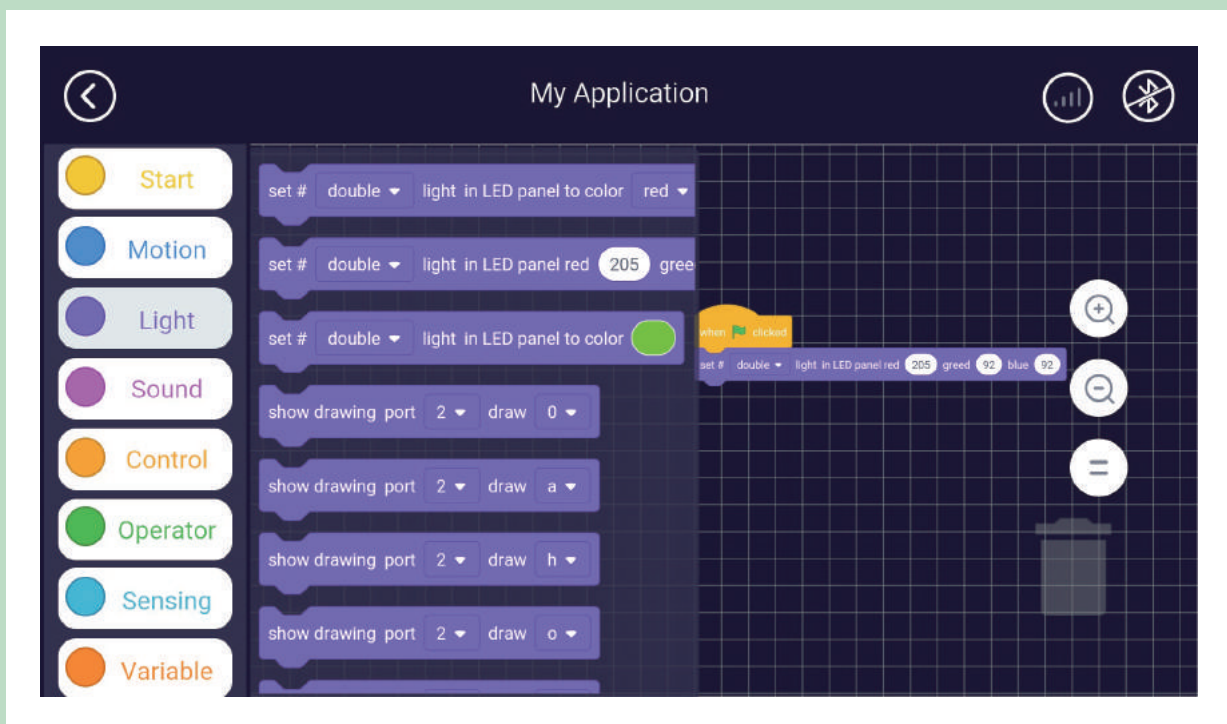 My Application
Start
Motion
Light
Sound
Control
Operator
Sensing
Variable
set # double light in LED panel to color red
set # double light in LED panel red 205 gree
set # double light in LED panel to color
show drawing port 2 draw 0
show drawing port 2 draw a
show drawing port 2 draw h
show drawing port 2 draw o
when clicked
set # double light in LED panel red 205 greed 92 blue 92